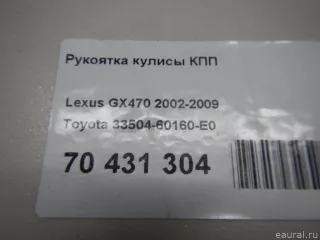 Рукоятка кулисы КПП
Lexus GX470 2002-2009
Toyota 33504-60160-E0
70 431 304
eaural.ru